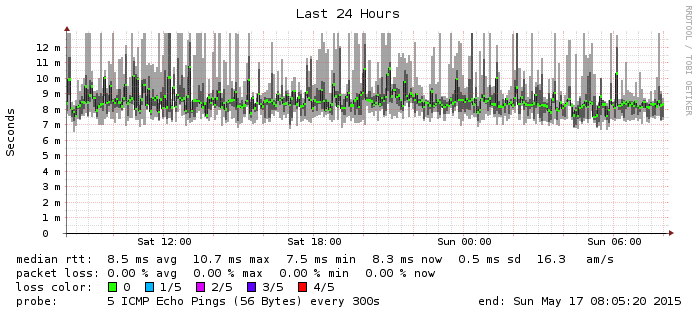 Last 24 Hours
RRDTOOL / TOBI OETIKER
Seconds
12 m
11 m
10 m
9 m
8 m
7 m
6 m
5 m
4 m
3 m
2 m
1 m
0
Sat 12:00 Sat 18:00 Sun 00:00 Sun 06:00
median rtt: 8.5 ms avg 10.7 ms max 7.5 ms min 8.3 ms now 0.5 ms sd 16.3 am/s
packet loss: 0.00 % avg 0.00 % max 0.00 % min 0.00 % now
loss color: 0 1/5 2/5 3/5 4/5
probe: 5 ICMP Echo Pings (56 Bytes) every 300s end: Sun May 17 08:05:20 2015